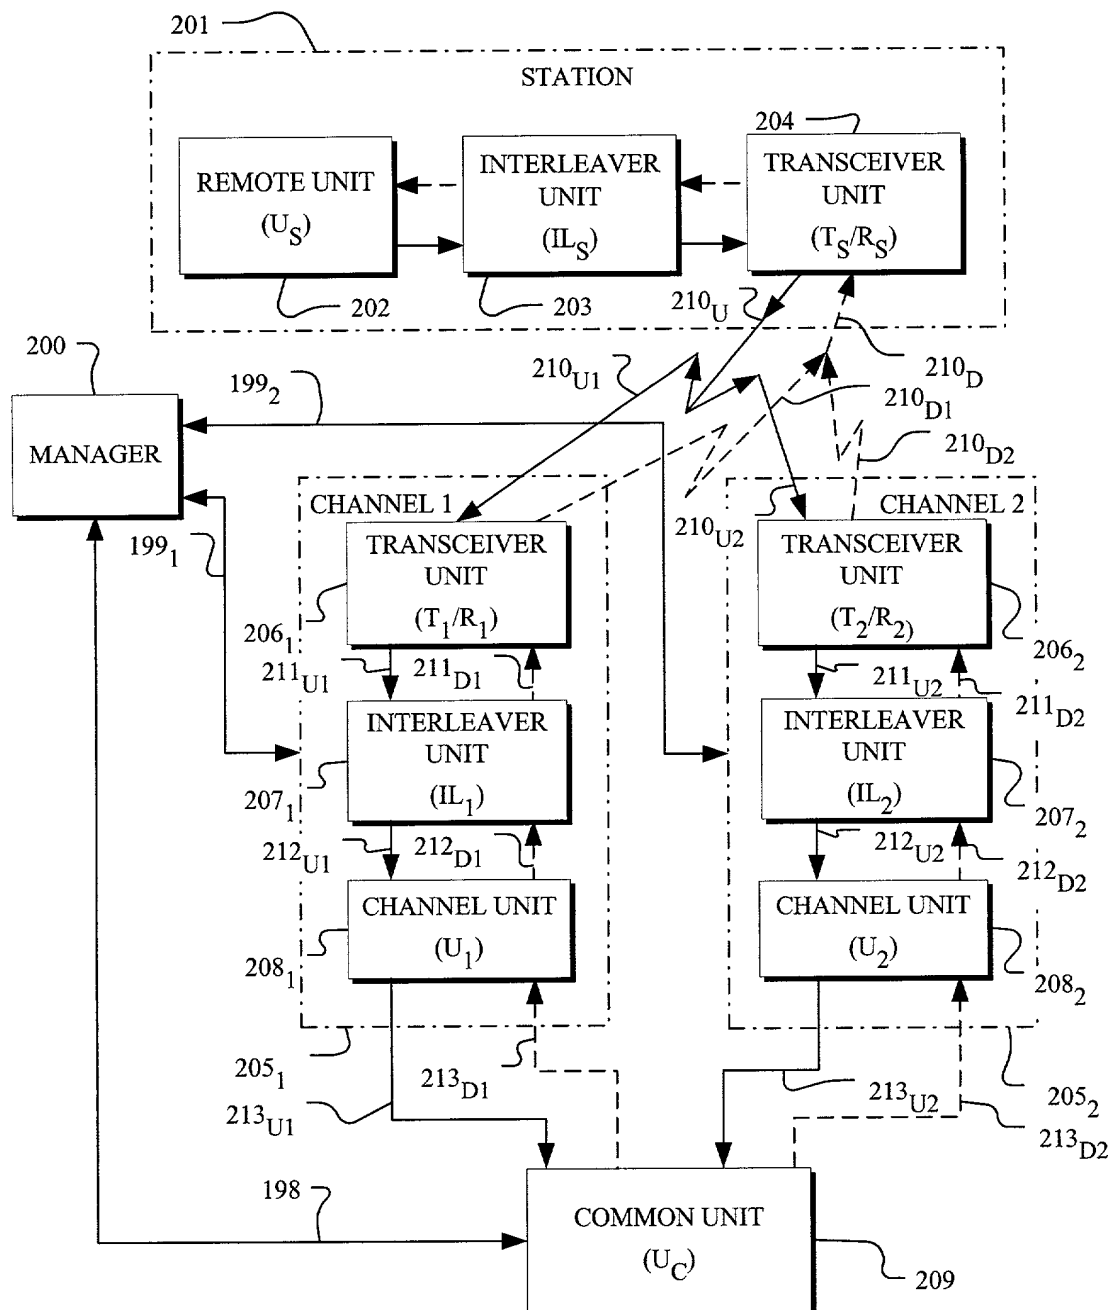 201
STATION
204
REMOTE UNIT
(U_S)
INTERLEAVER
UNIT
(IL_S)
TRANSCEIVER
UNIT
(T_S/R_S)
202
203
210_U
200
199_2
210_U1
210_D
210_D1
MANAGER
210_D2
CHANNEL 1
CHANNEL 2
210_U2
199_1
TRANSCEIVER
UNIT
(T_1/R_1)
TRANSCEIVER
UNIT
(T_2/R_2)
206_1
206_2
211_U1
211_D1
211_U2
211_D2
INTERLEAVER
UNIT
(IL_1)
INTERLEAVER
UNIT
(IL_2)
207_1
207_2
212_U1
212_D1
212_U2
212_D2
CHANNEL UNIT
(U_1)
CHANNEL UNIT
(U_2)
208_1
208_2
205_1
213_D1
213_U2
205_2
213_U1
213_D2
198
COMMON UNIT
(U_C)
209